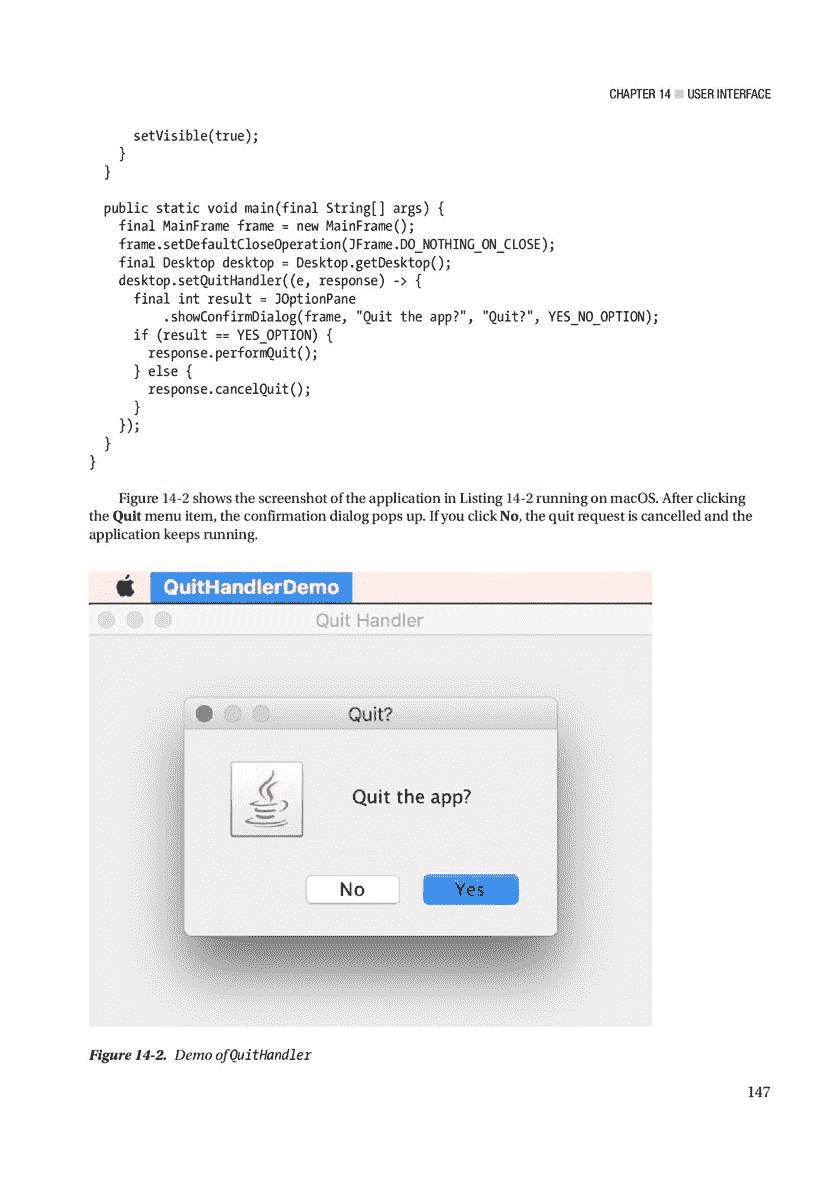 CHAPTER 14 ■ USER INTERFACE
      setVisible(true);
    }
  }
  public static void main(final String[] args) {
    final MainFrame frame = new MainFrame();
    frame.setDefaultCloseOperation(JFrame.DO_NOTHING_ON_CLOSE);
    final Desktop desktop = Desktop.getDesktop();
    desktop.setQuitHandler((e, response) -> {
      final int result = JOptionPane
          .showConfirmDialog(frame, "Quit the app?", "Quit?", YES_NO_OPTION);
      if (result == YES_OPTION) {
        response.performQuit();
      } else {
        response.cancelQuit();
      }
    });
  }
}
Figure 14-2 shows the screenshot of the application in Listing 14-2 running on macOS. After clicking
the Quit menu item, the confirmation dialog pops up. If you click No, the quit request is cancelled and the
application keeps running.
QuitHandlerDemo
Quit Handler
Quit?
Quit the app?
No Yes
Figure 14-2. Demo of QuitHandler
147